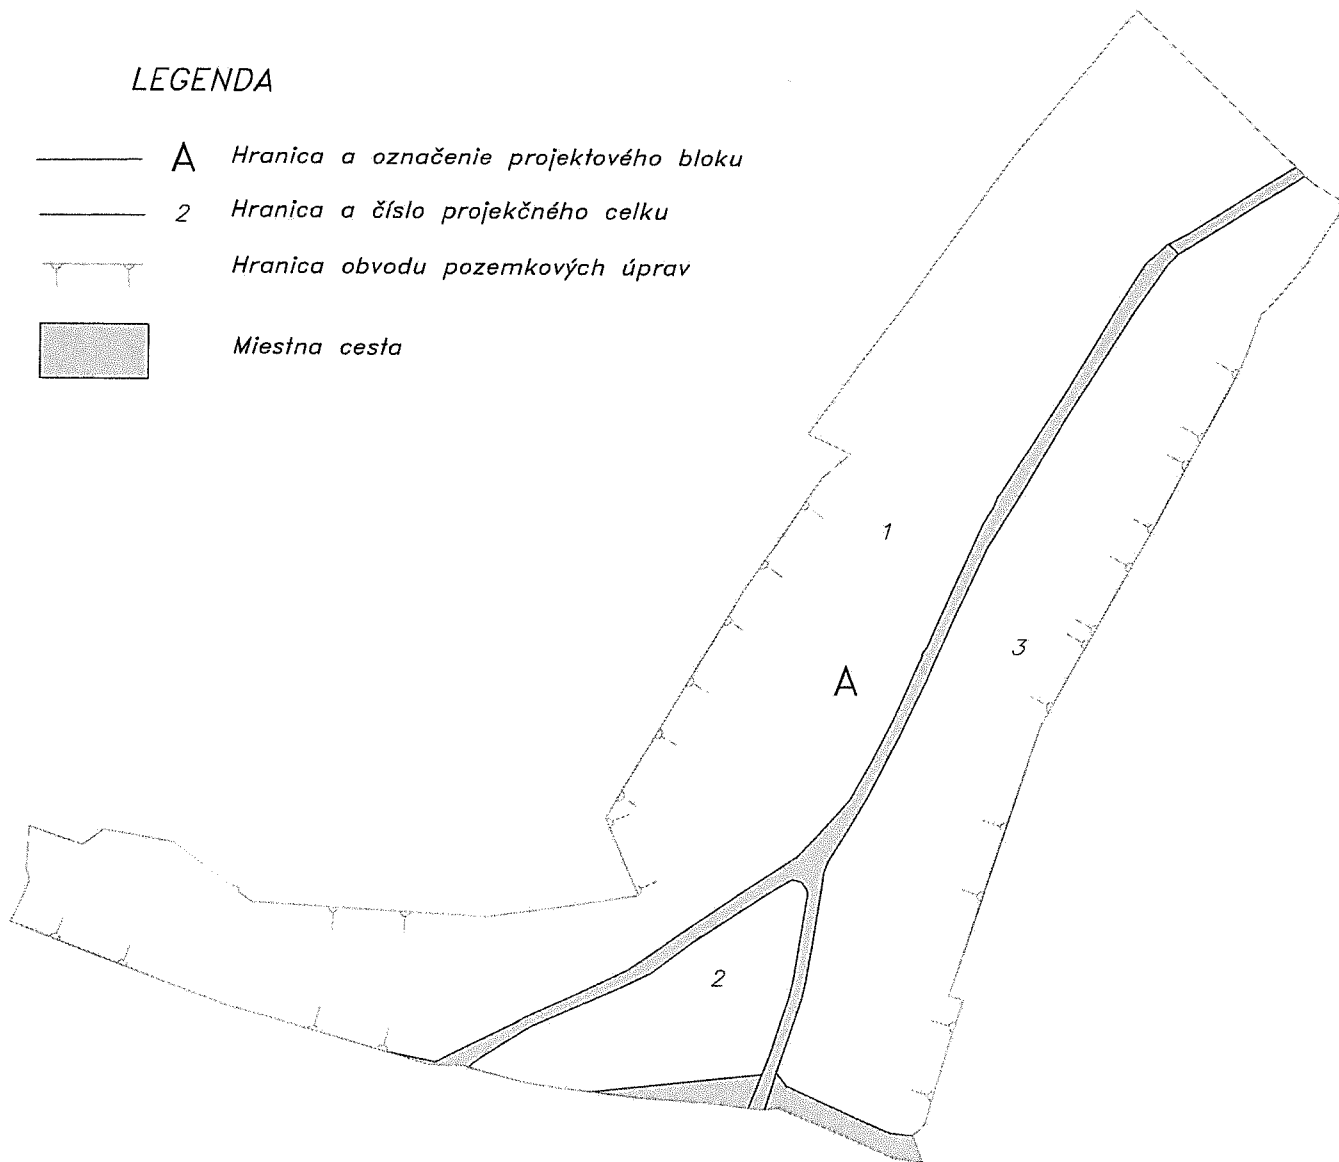 LEGENDA
A Hranica a označenie projektového bloku
2 Hranica a číslo projekčného celku
Hranica obvodu pozemkových úprav
Miestna cesta
1
3
A
2